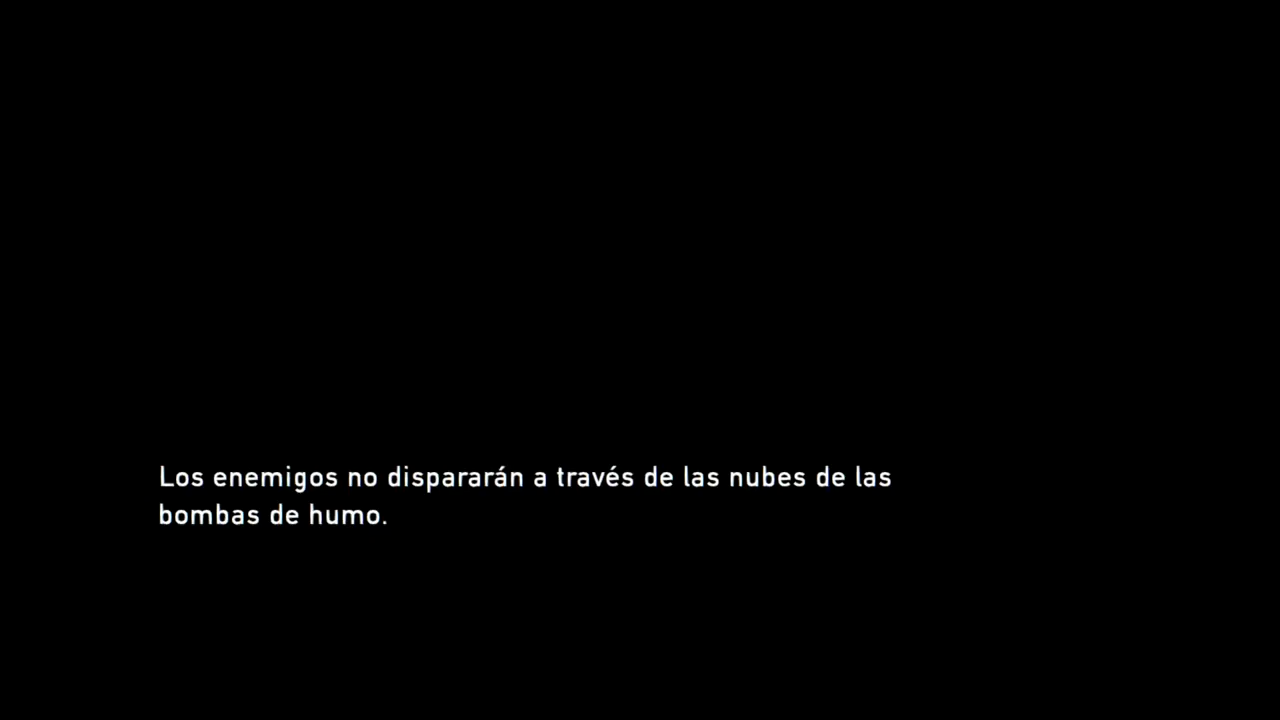 Los enemigos no dispararán a través de las nubes de las
bombas de humo.